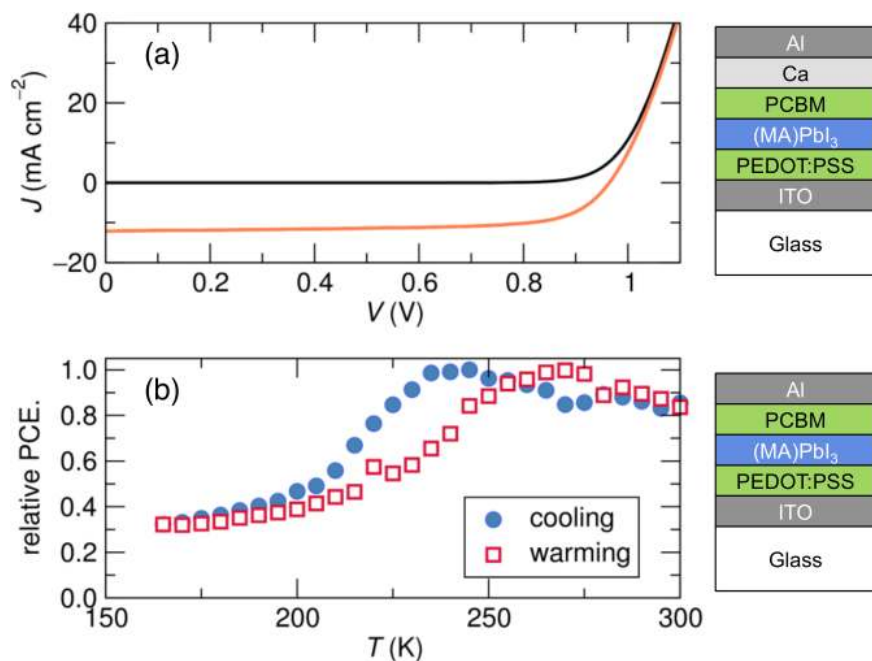 (a)
40
20
0
−20
J (mA cm⁻²)
0 0.2 0.4 0.6 0.8 1
V (V)
Al
Ca
PCBM
(MA)PbI₃
PEDOT:PSS
ITO
Glass
(b)
1.0
0.8
0.6
0.4
0.2
0.0
relative PCE.
cooling
warming
150 200 250 300
T (K)
Al
PCBM
(MA)PbI₃
PEDOT:PSS
ITO
Glass